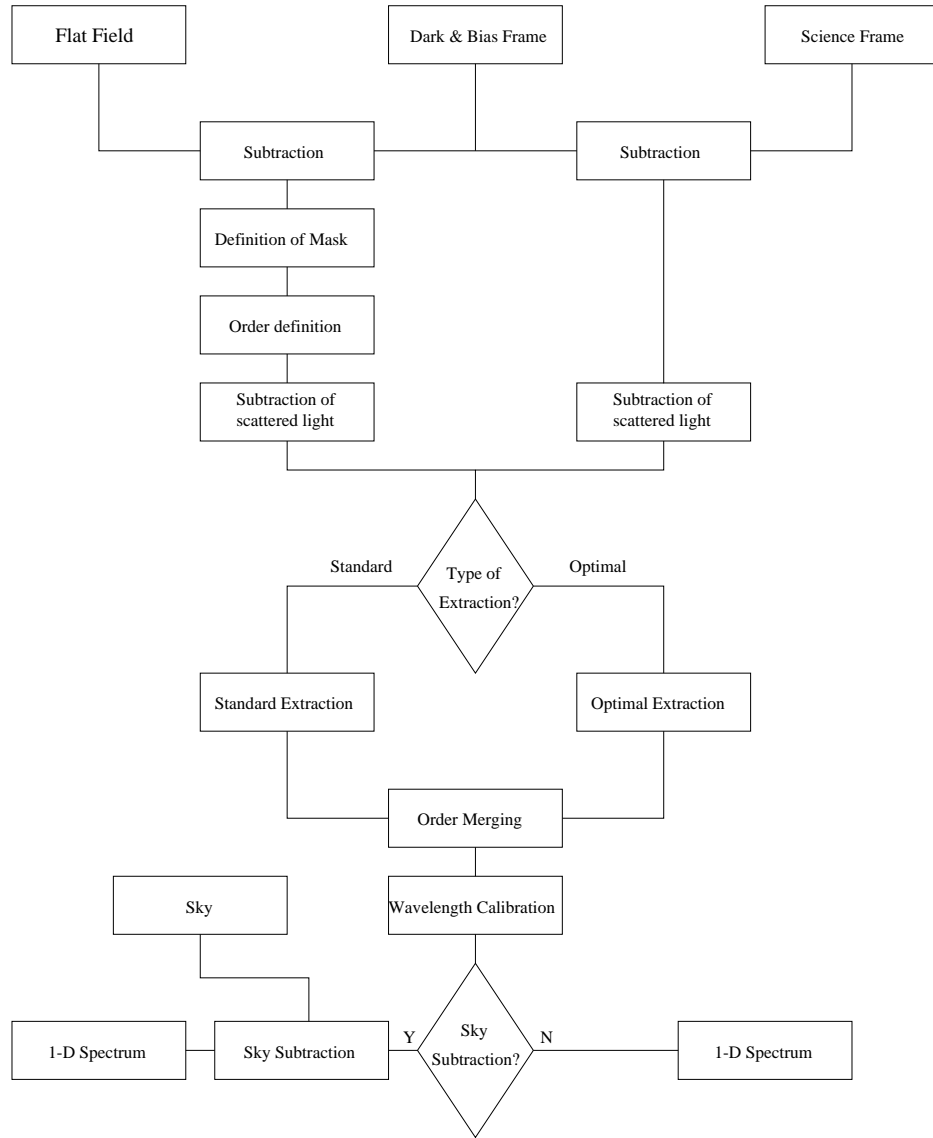 Flat Field
Dark & Bias Frame
Science Frame
Subtraction
Subtraction
Definition of Mask
Order definition
Subtraction of
scattered light
Subtraction of
scattered light
Standard
Type of
Extraction?
Optimal
Standard Extraction
Optimal Extraction
Order Merging
Sky
Wavelength Calibration
1-D Spectrum
Sky Subtraction
Y
Sky
Subtraction?
N
1-D Spectrum